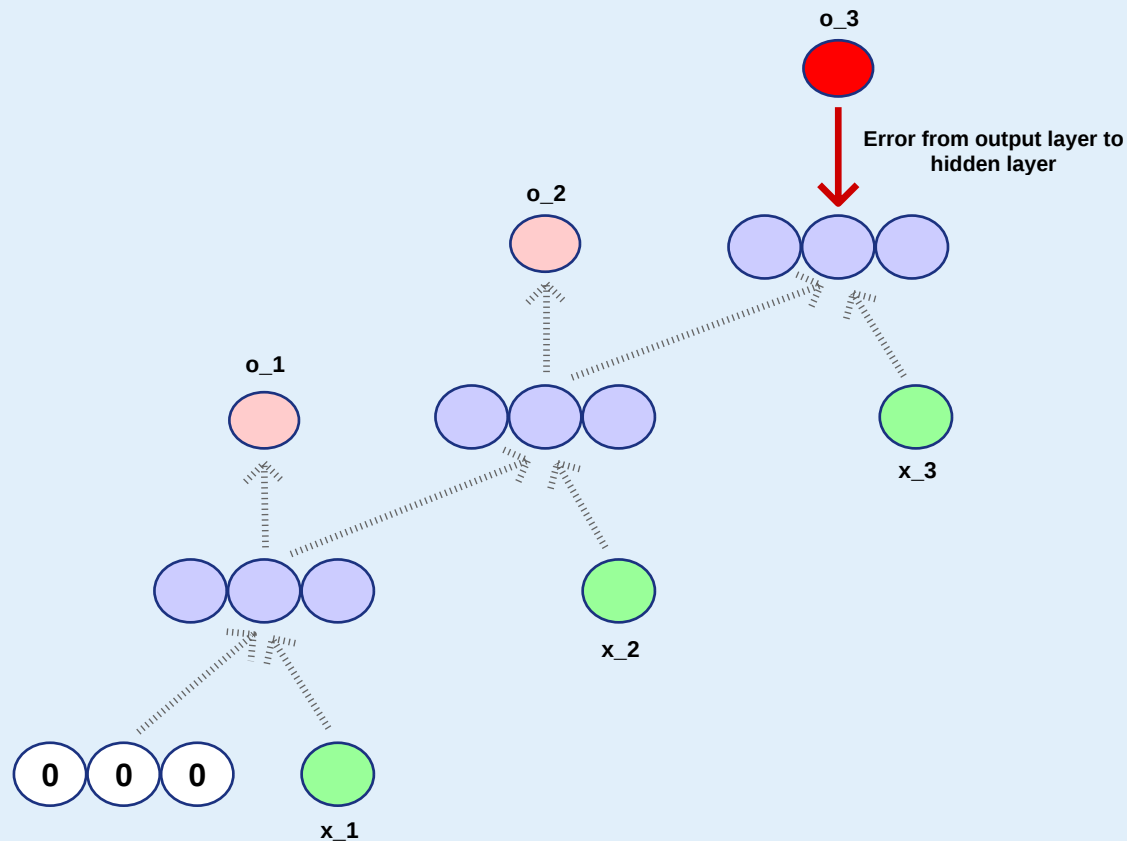 o_3
Error from output layer to
hidden layer
o_2
o_1
x_3
x_2
0 0 0
x_1